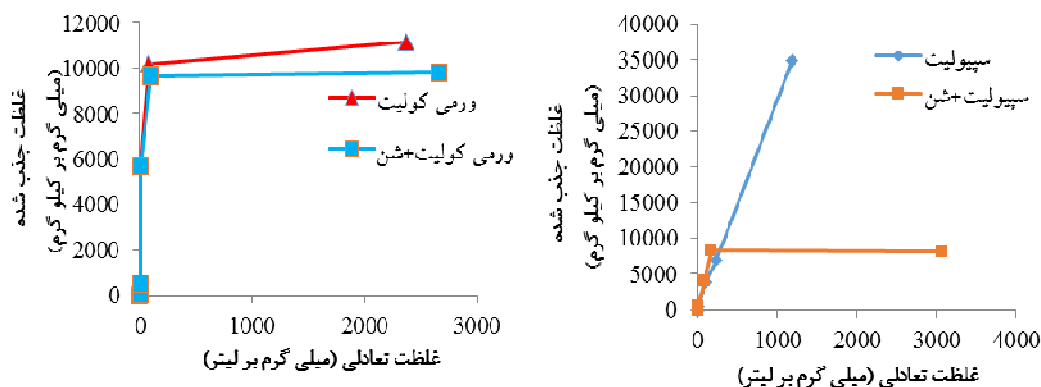 12000
10000
8000
6000
4000
2000
0
0 1000 2000 3000
غلظت جذب شده
(میلی گرم بر کیلو گرم)
ورمی کولیت
ورمی کولیت+شن
غلظت تعادلی (میلی گرم بر لیتر)
40000
35000
30000
25000
20000
15000
10000
5000
0
0 1000 2000 3000 4000
غلظت جذب شده
(میلی گرم بر کیلو گرم)
سپیولیت
سپیولیت+شن
غلظت تعادلی (میلی گرم بر لیتر)